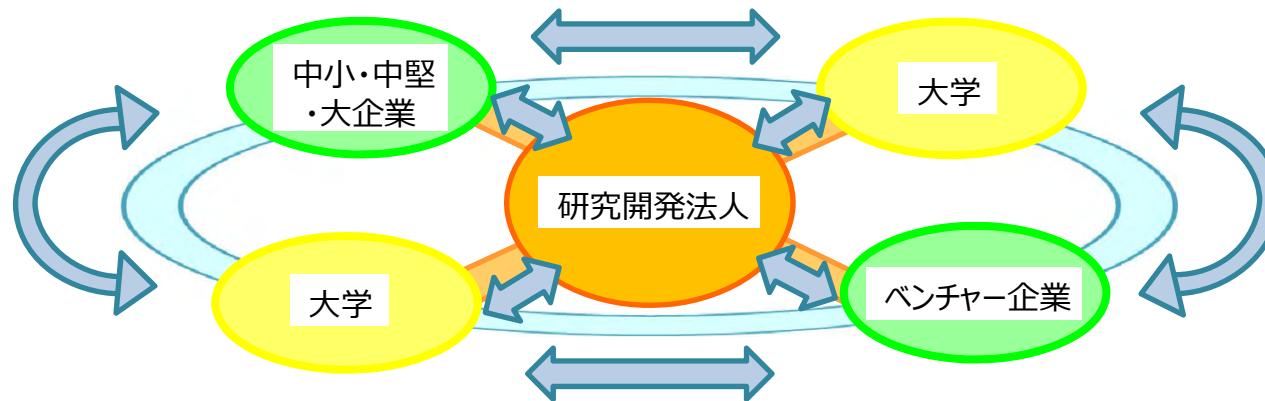 中小・中堅
・大企業
大学
研究開発法人
大学
ベンチャー企業